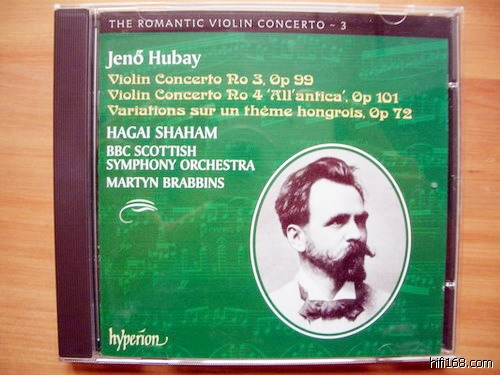 THE ROMANTIC VIOLIN CONCERTO ~ 3
Jenő Hubay
Violin Concerto No 3, Op 99
Violin Concerto No 4 'All'antica', Op 101
Variations sur un thème hongrois, Op 72
HAGAI SHAHAM
BBC SCOTTISH
SYMPHONY ORCHESTRA
MARTYN BRABBINS
hyperion
hifi168.com